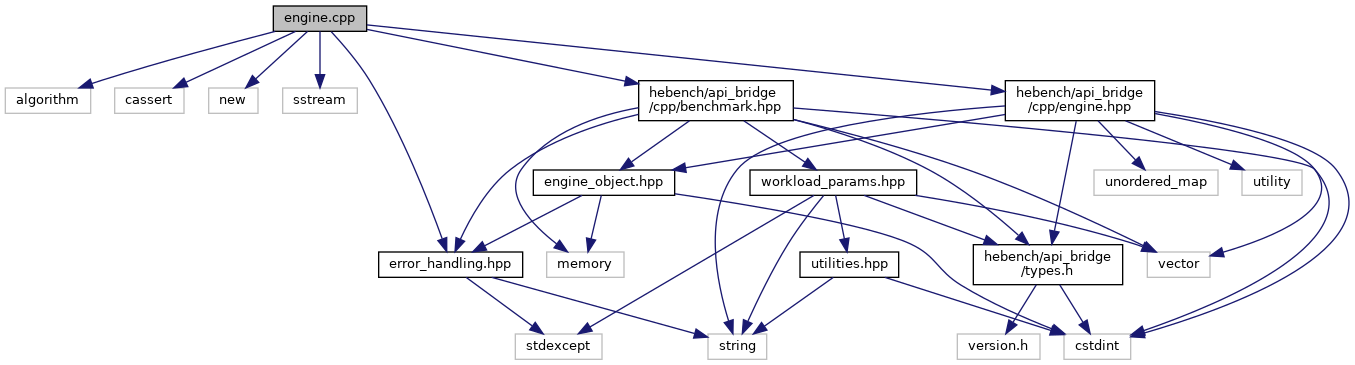 engine.cpp
hebench/api_bridge
/cpp/benchmark.hpp
hebench/api_bridge
/cpp/engine.hpp
algorithm
cassert
new
sstream
engine_object.hpp
workload_params.hpp
unordered_map
utility
error_handling.hpp
memory
utilities.hpp
hebench/api_bridge
/types.h
vector
stdexcept
string
version.h
cstdint